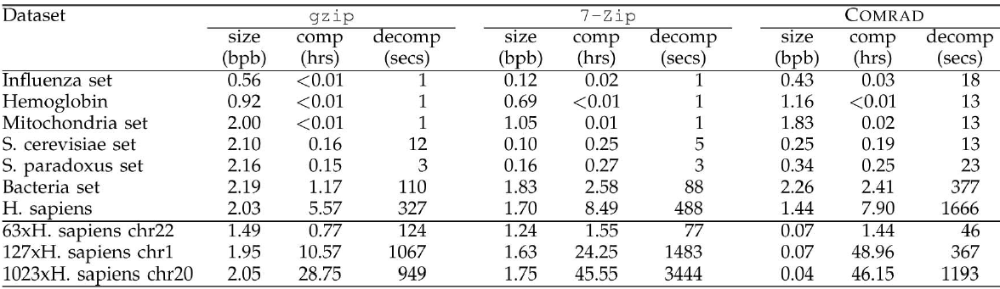 Dataset gzip 7-Zip COMRAD
size comp decomp size comp decomp size comp decomp
(bpb) (hrs) (secs) (bpb) (hrs) (secs) (bpb) (hrs) (secs)
Influenza set 0.56 <0.01 1 0.12 0.02 1 0.43 0.03 18
Hemoglobin 0.92 <0.01 1 0.69 <0.01 1 1.16 <0.01 13
Mitochondria set 2.00 <0.01 1 1.05 0.01 1 1.83 0.02 13
S. cerevisiae set 2.10 0.16 12 0.10 0.25 5 0.25 0.19 13
S. paradoxus set 2.16 0.15 3 0.16 0.27 3 0.34 0.25 23
Bacteria set 2.19 1.17 110 1.83 2.58 88 2.26 2.41 377
H. sapiens 2.03 5.57 327 1.70 8.49 488 1.44 7.90 1666
63xH. sapiens chr22 1.49 0.77 124 1.24 1.55 77 0.07 1.44 46
127xH. sapiens chr1 1.95 10.57 1067 1.63 24.25 1483 0.07 48.96 367
1023xH. sapiens chr20 2.05 28.75 949 1.75 45.55 3444 0.04 46.15 1193